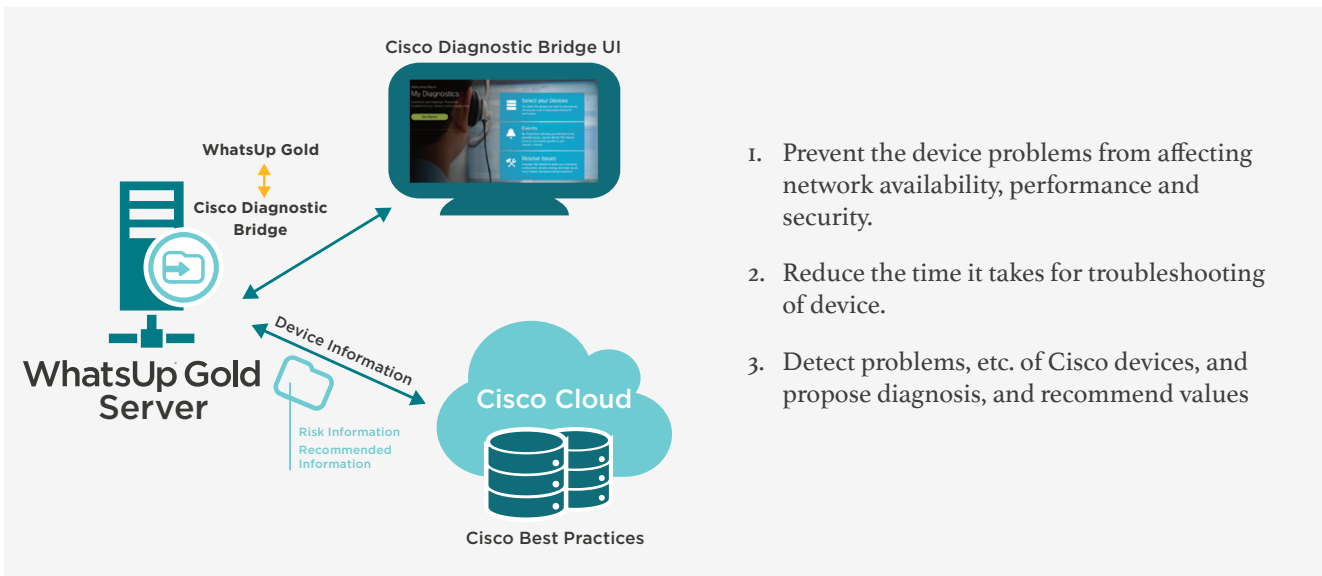 Cisco Diagnostic Bridge UI
My Diagnostics
Select your Devices
Events
Resolve Issues
WhatsUp Gold
Cisco Diagnostic
Bridge
WhatsUp Gold
Server
Device Information
Risk Information
Recommended
Information
Cisco Cloud
Cisco Best Practices
1. Prevent the device problems from affecting
network availability, performance and
security.
2. Reduce the time it takes for troubleshooting
of device.
3. Detect problems, etc. of Cisco devices, and
propose diagnosis, and recommend values